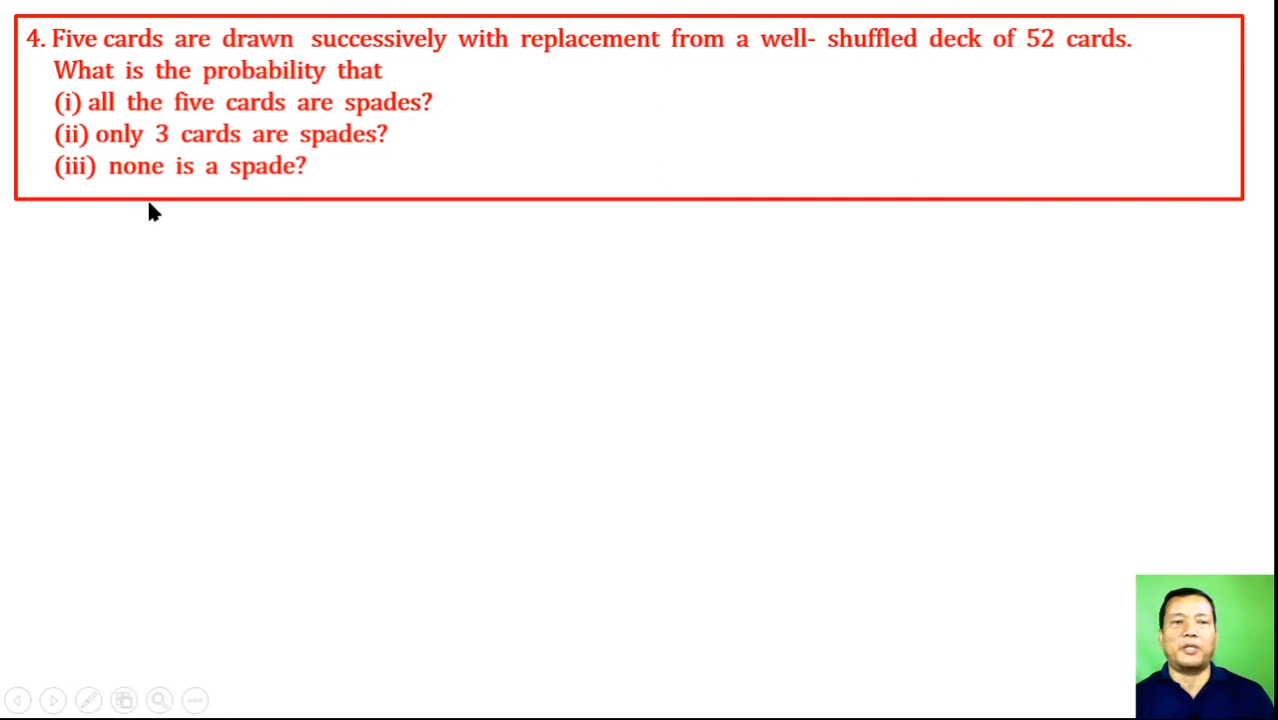 4. Five cards are drawn successively with replacement from a well- shuffled deck of 52 cards.
What is the probability that
(i) all the five cards are spades?
(ii) only 3 cards are spades?
(iii) none is a spade?